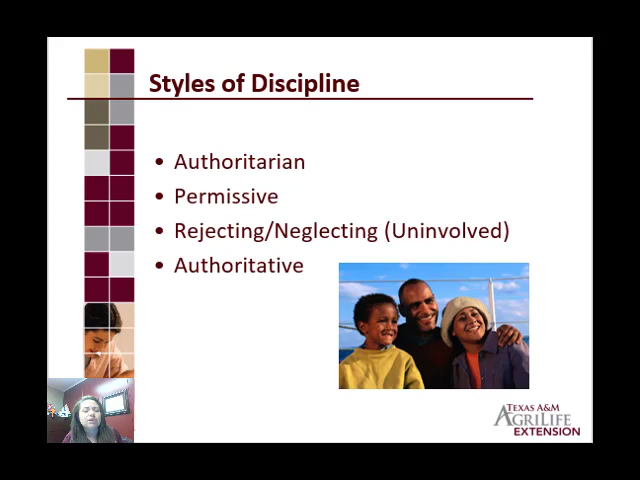 Styles of Discipline
• Authoritarian
• Permissive
• Rejecting/Neglecting (Uninvolved)
• Authoritative
TEXAS A&M
AGRILIFE
EXTENSION